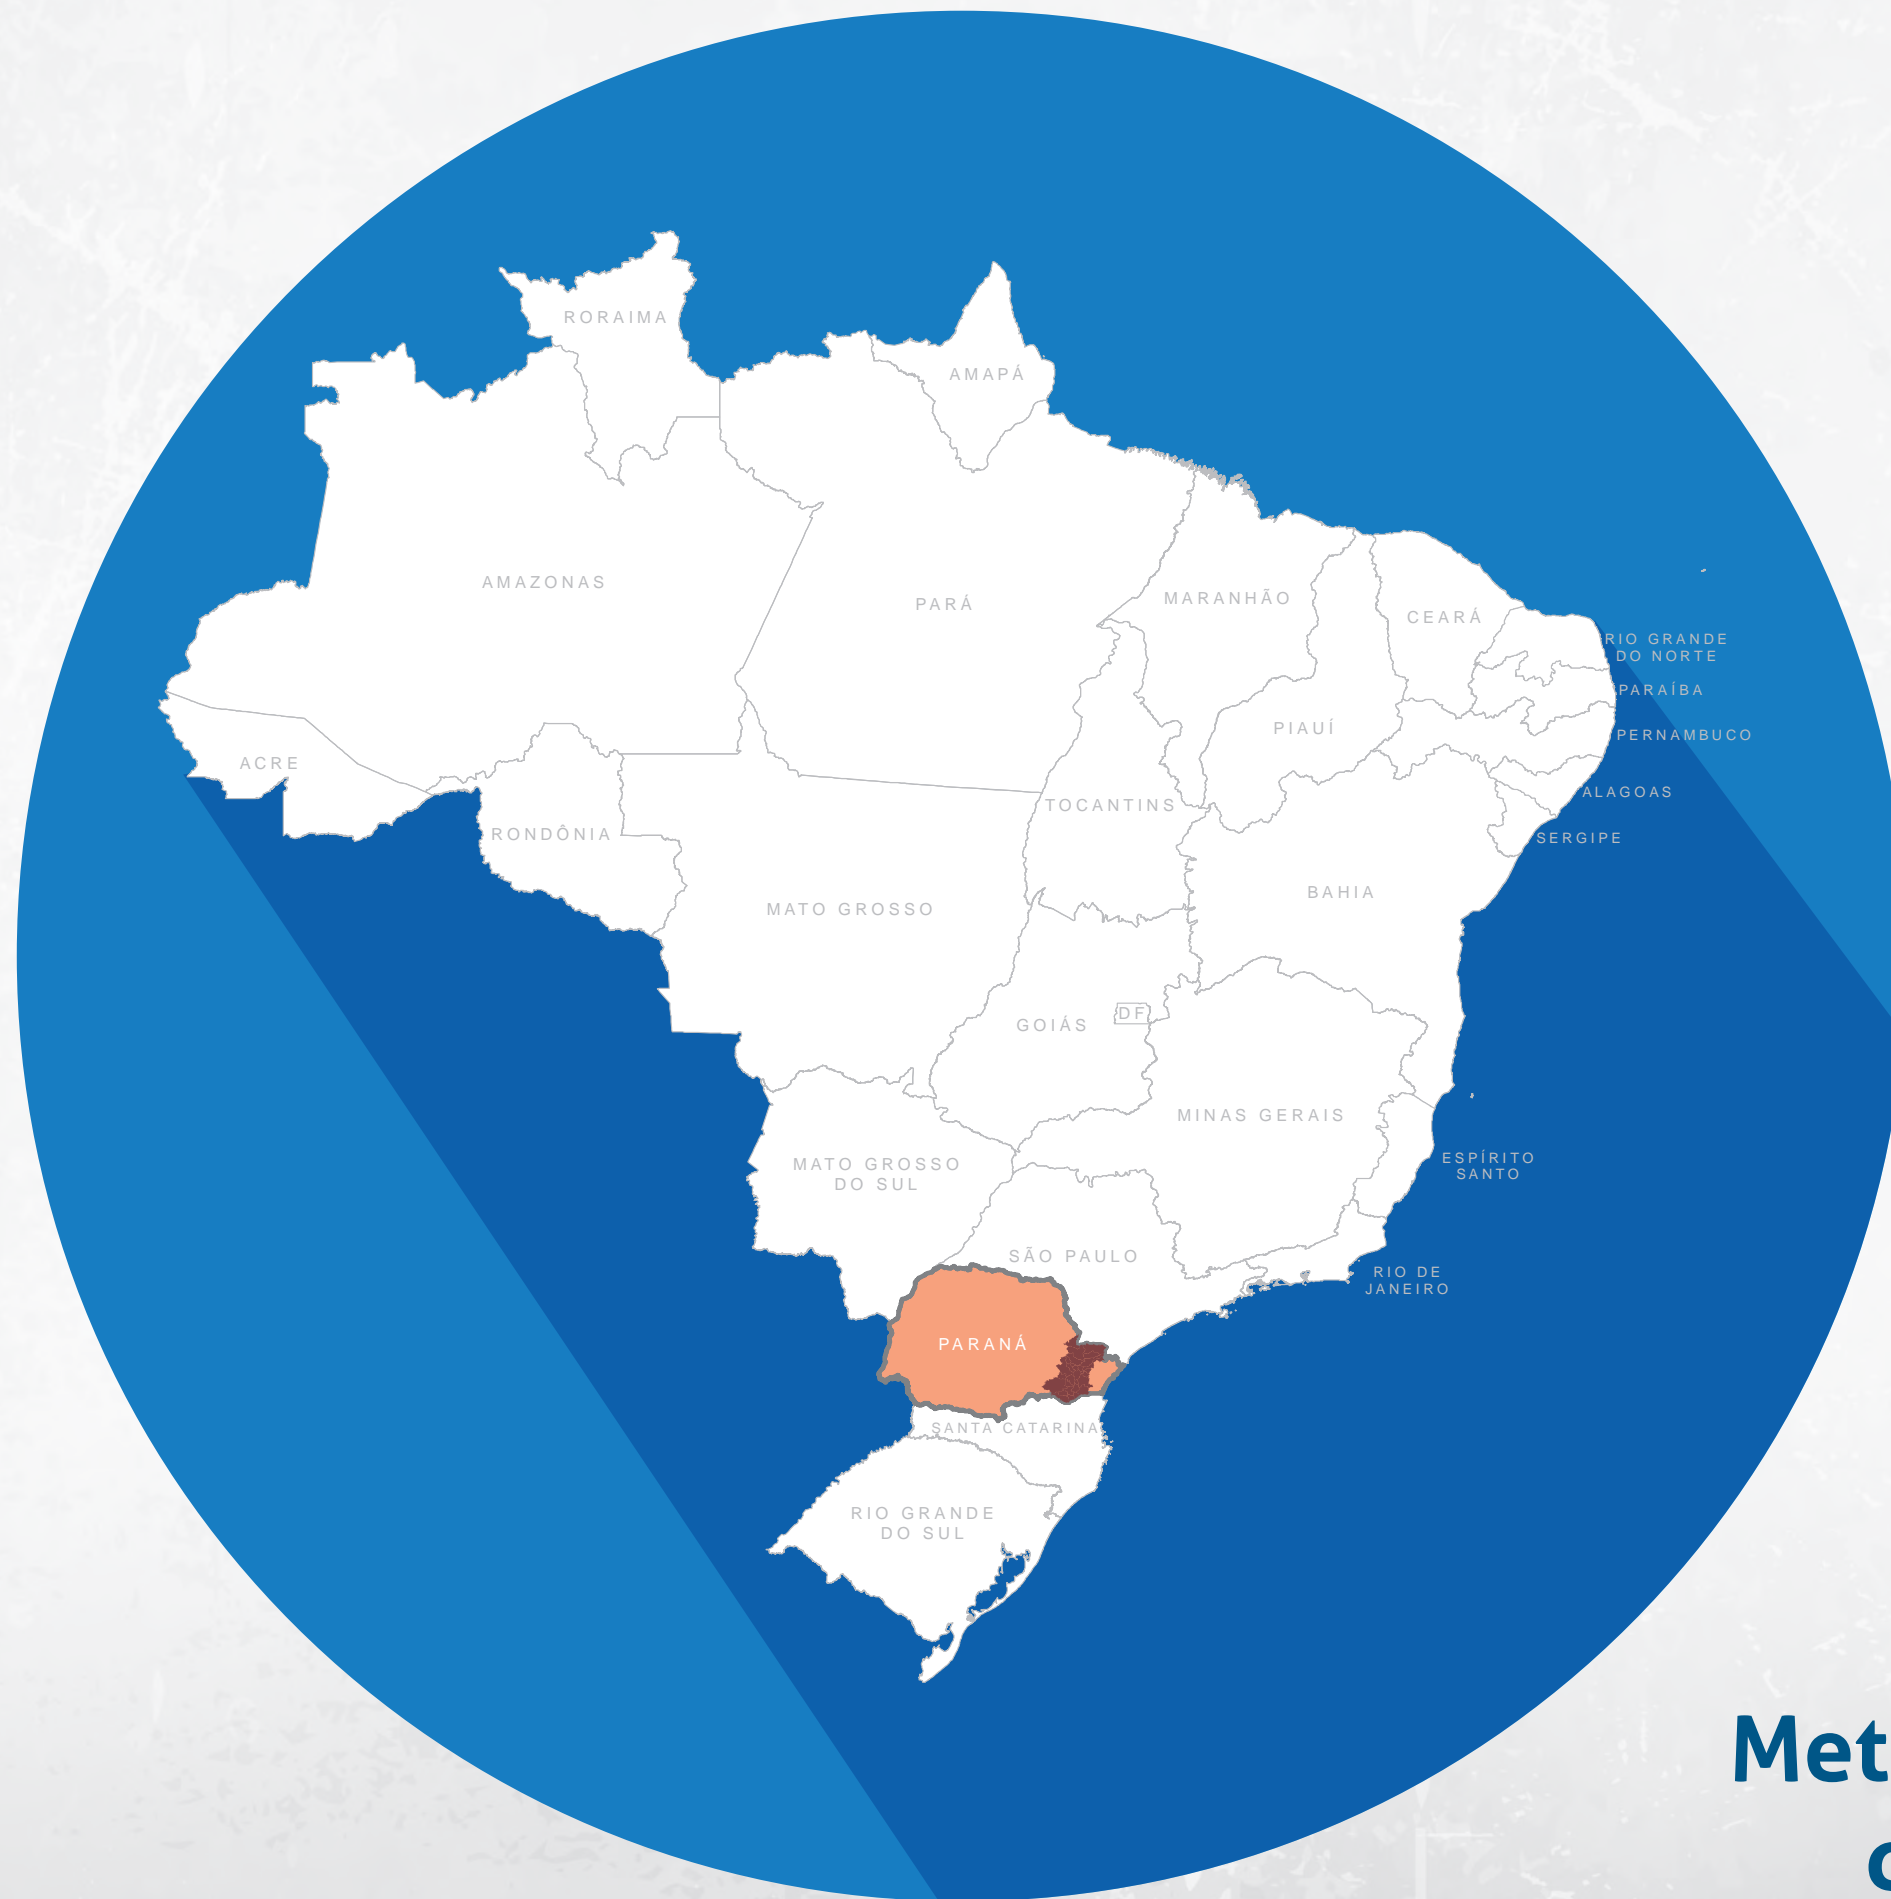 RORAIMA
AMAPÁ
AMAZONAS
PARÁ
MARANHÃO
CEARÁ
RIO GRANDE
DO NORTE
PARAÍBA
PIAUÍ
PERNAMBUCO
ACRE
ALAGOAS
TOCANTINS
RONDÔNIA
SERGIPE
BAHIA
MATO GROSSO
DF
GOIÁS
MINAS GERAIS
ESPÍRITO
SANTO
MATO GROSSO
DO SUL
SÃO PAULO
RIO DE
JANEIRO
PARANÁ
SANTA CATARINA
RIO GRANDE
DO SUL
Met